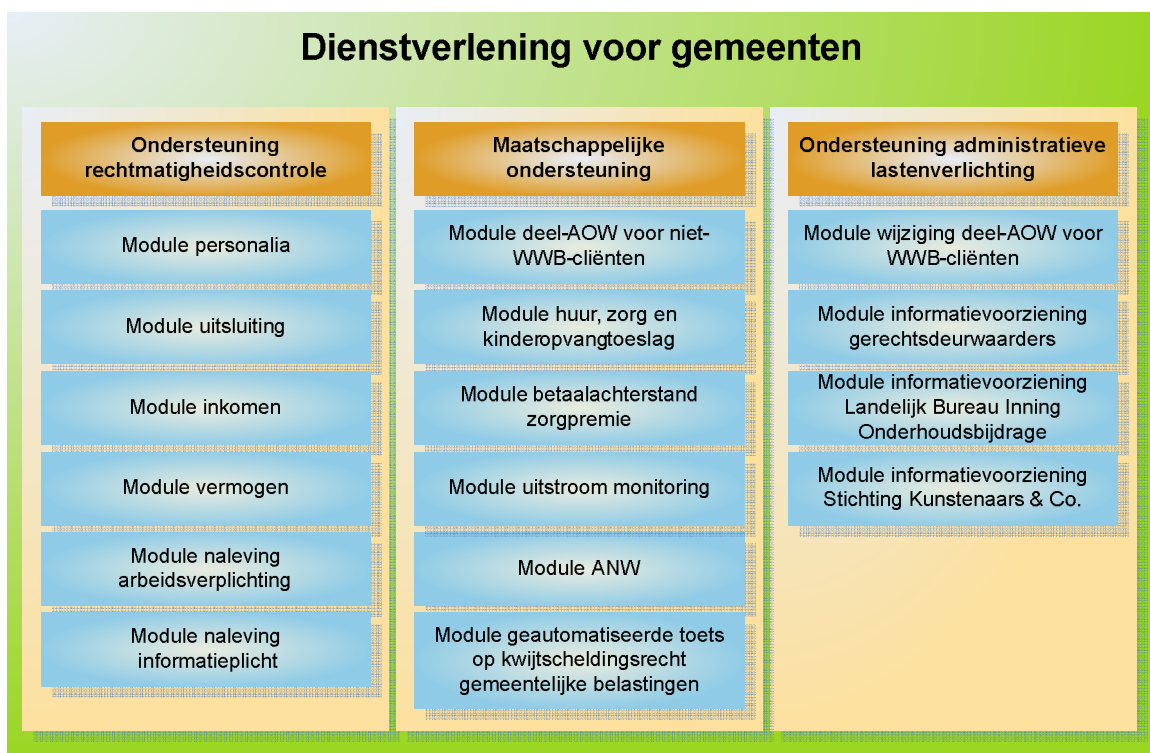 Dienstverlening voor gemeenten
Ondersteuning
rechtmatigheidscontrole
Module personalia
Module uitsluiting
Module inkomen
Module vermogen
Module naleving
arbeidsverplichting
Module naleving
informatieplicht
Maatschappelijke
ondersteuning
Module deel-AOW voor niet-
WWB-cliënten
Module huur, zorg en
kinderopvangtoeslag
Module betaalachterstand
zorgpremie
Module uitstroom monitoring
Module ANW
Module geautomatiseerde toets
op kwijtscheldingsrecht
gemeentelijke belastingen
Ondersteuning administratieve
lastenverlichting
Module wijziging deel-AOW voor
WWB-cliënten
Module informatievoorziening
gerechtsdeurwaarders
Module informatievoorziening
Landelijk Bureau Inning
Onderhoudsbijdrage
Module informatievoorziening
Stichting Kunstenaars & Co.